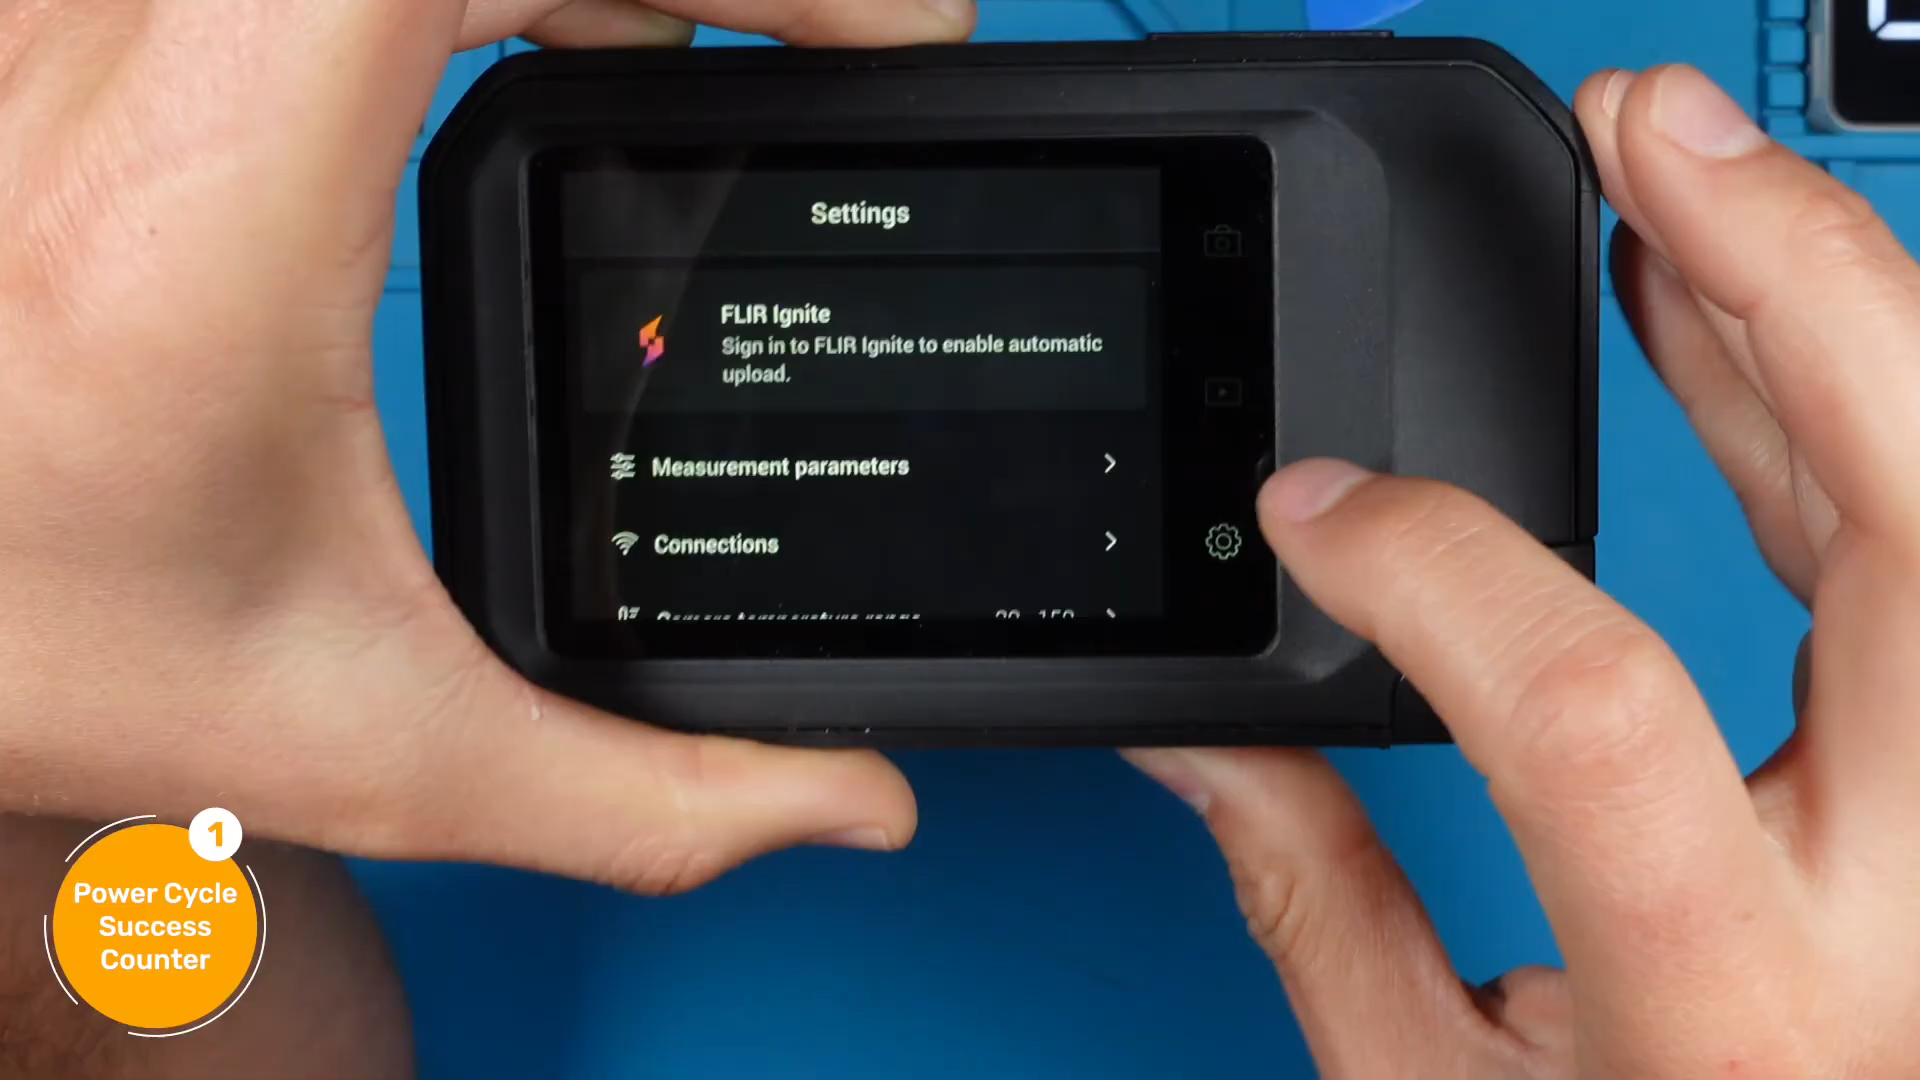 Settings
FLIR Ignite
Sign in to FLIR Ignite to enable automatic
upload.
Measurement parameters
Connections
1
Power Cycle
Success
Counter